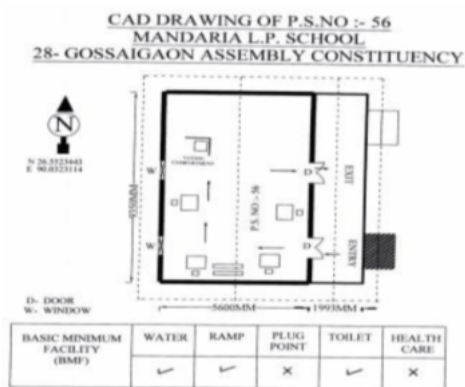 CAD DRAWING OF P.S.NO :- 56
MANDARIA L.P. SCHOOL
28- GOSSAIGAON ASSEMBLY CONSTITUENCY
N
N 26.5523443
E 90.0323114
VOTING
COMPARTMENT
W
D
EXIT
9350MM
P.S.NO :-56
W
D
ENTRY
D- DOOR
W- WINDOW
5600MM
1993MM
BASIC MINIMUM FACILITY (BMF)
WATER
RAMP
PLUG POINT
TOILET
HEALTH CARE